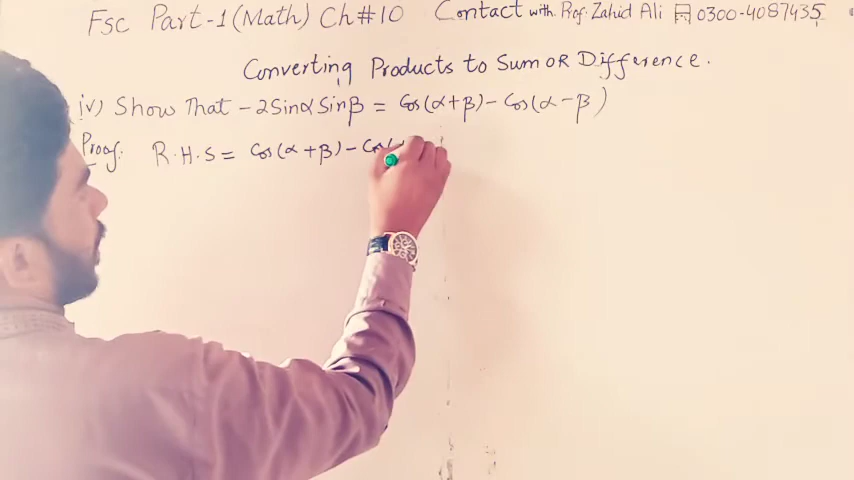 Fsc Part-1 (Math) Ch#10 Contact with Prof: Zahid Ali 0300-4087435
Converting Products to Sum OR Difference.
iv) Show That -2Sinα Sinβ = Cos(α+β) - Cos(α-β)
Proof: R.H.S = Cos(α+β) - Cos(